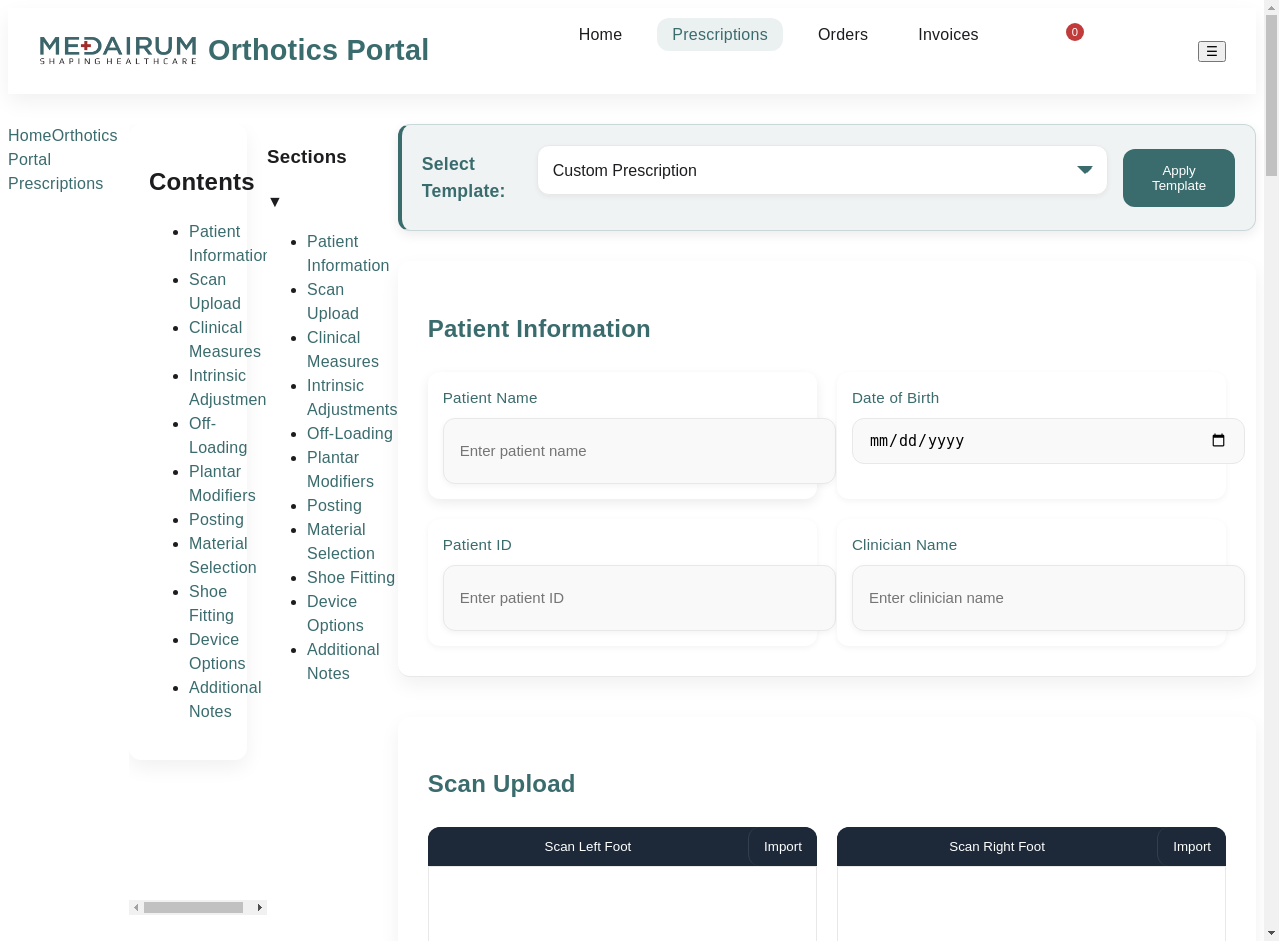 MEDAIRUM
SHAPING HEALTHCARE
Orthotics Portal
Home
Prescriptions
Orders
Invoices
0
☰
HomeOrthotics
Portal
Prescriptions
Contents
Patient
Information
Scan
Upload
Clinical
Measures
Intrinsic
Adjustmen
Off-
Loading
Plantar
Modifiers
Posting
Material
Selection
Shoe
Fitting
Device
Options
Additional
Notes
Sections
▼
Patient
Information
Scan
Upload
Clinical
Measures
Intrinsic
Adjustments
Off-Loading
Plantar
Modifiers
Posting
Material
Selection
Shoe Fitting
Device
Options
Additional
Notes
Select
Template:
Custom Prescription
Apply
Template
Patient Information
Patient Name
Enter patient name
Date of Birth
mm/dd/yyyy
Patient ID
Enter patient ID
Clinician Name
Enter clinician name
Scan Upload
Scan Left Foot
Import
Scan Right Foot
Import